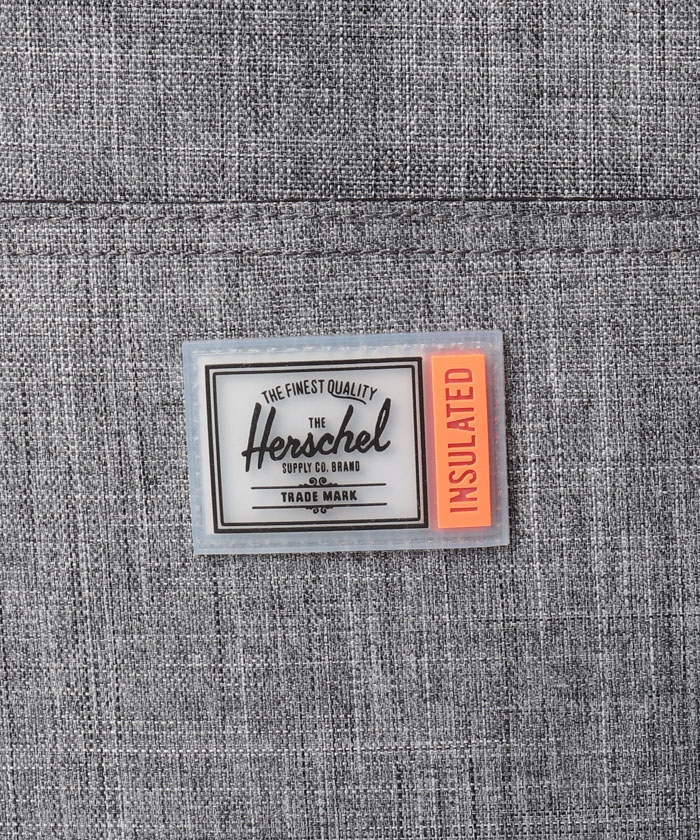 THE FINEST QUALITY
THE
Herschel
SUPPLY CO. BRAND
TRADE MARK
INSULATED